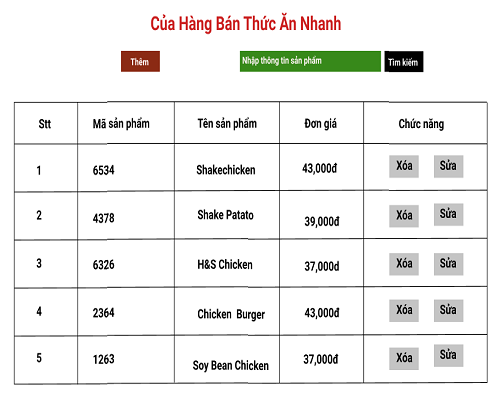 Của Hàng Bán Thức Ăn Nhanh
Thêm Nhập thông tin sản phẩm Tìm kiếm
Stt Mã sản phẩm Tên sản phẩm Đơn giá Chức năng
1 6534 Shakechicken 43,000đ Xóa Sửa
2 4378 Shake Patato 39,000đ Xóa Sửa
3 6326 H&S Chicken 37,000d Xóa Sửa
4 2364 Chicken Burger 43,000đ Xóa Sửa
5 1263 Soy Bean Chicken 37,000đ Xóa Sửa